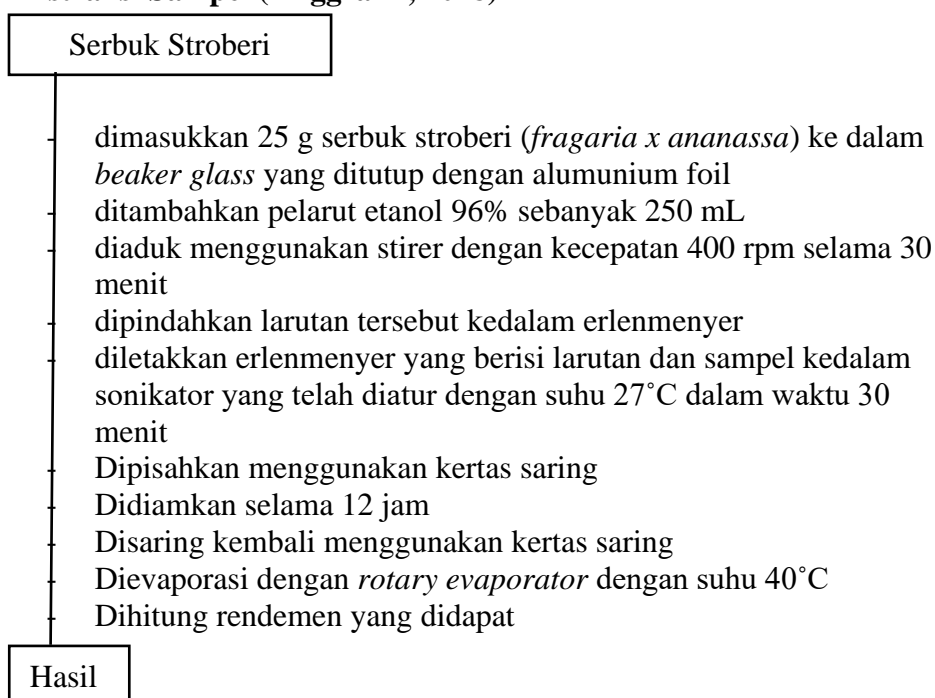 Serbuk Stroberi
- dimasukkan 25 g serbuk stroberi (fragaria x ananassa) ke dalam
beaker glass yang ditutup dengan alumunium foil
- ditambahkan pelarut etanol 96% sebanyak 250 mL
- diaduk menggunakan stirer dengan kecepatan 400 rpm selama 30
menit
- dipindahkan larutan tersebut kedalam erlenmenyer
- diletakkan erlenmenyer yang berisi larutan dan sampel kedalam
sonikator yang telah diatur dengan suhu 27˚C dalam waktu 30
menit
- Dipisahkan menggunakan kertas saring
- Didiamkan selama 12 jam
- Disaring kembali menggunakan kertas saring
- Dievaporasi dengan rotary evaporator dengan suhu 40˚C
- Dihitung rendemen yang didapat
Hasil